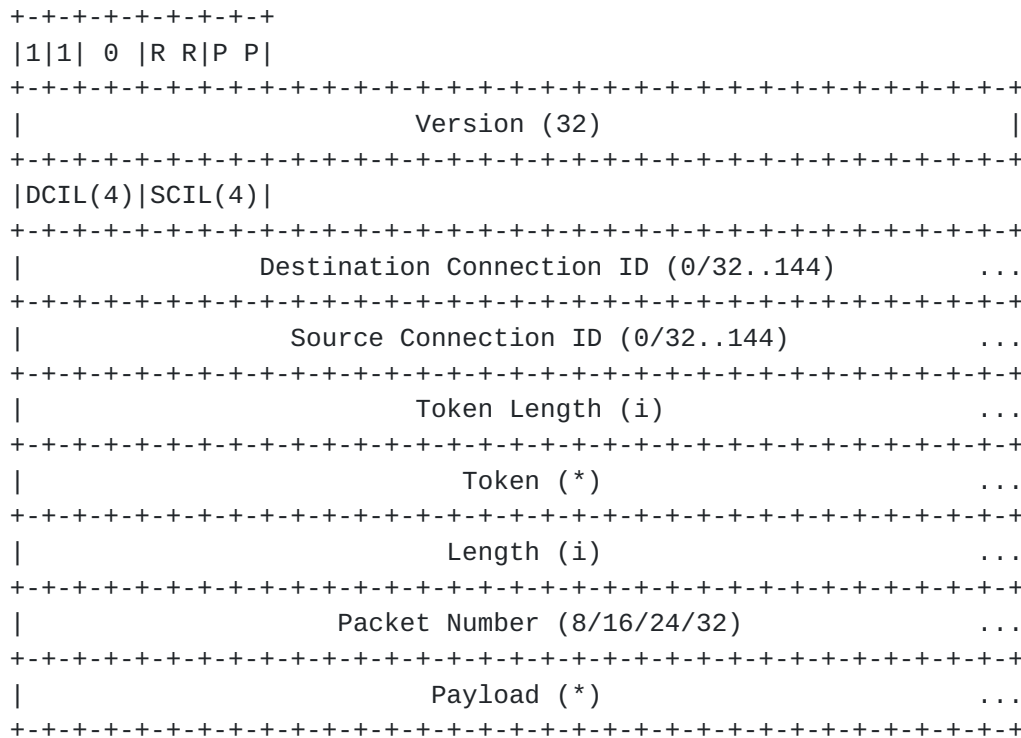 +-+-+-+-+-+-+-+-+
|1|1| 0 |R R|P P|
+-+-+-+-+-+-+-+-+-+-+-+-+-+-+-+-+-+-+-+-+-+-+-+-+-+-+-+-+-+-+-+-+
|                         Version (32)                          |
+-+-+-+-+-+-+-+-+-+-+-+-+-+-+-+-+-+-+-+-+-+-+-+-+-+-+-+-+-+-+-+-+
|DCIL(4)|SCIL(4)|
+-+-+-+-+-+-+-+-+-+-+-+-+-+-+-+-+-+-+-+-+-+-+-+-+-+-+-+-+-+-+-+-+
|               Destination Connection ID (0/32..144)         ...
+-+-+-+-+-+-+-+-+-+-+-+-+-+-+-+-+-+-+-+-+-+-+-+-+-+-+-+-+-+-+-+-+
|                 Source Connection ID (0/32..144)            ...
+-+-+-+-+-+-+-+-+-+-+-+-+-+-+-+-+-+-+-+-+-+-+-+-+-+-+-+-+-+-+-+-+
|                         Token Length (i)                    ...
+-+-+-+-+-+-+-+-+-+-+-+-+-+-+-+-+-+-+-+-+-+-+-+-+-+-+-+-+-+-+-+-+
|                            Token (*)                        ...
+-+-+-+-+-+-+-+-+-+-+-+-+-+-+-+-+-+-+-+-+-+-+-+-+-+-+-+-+-+-+-+-+
|                           Length (i)                        ...
+-+-+-+-+-+-+-+-+-+-+-+-+-+-+-+-+-+-+-+-+-+-+-+-+-+-+-+-+-+-+-+-+
|                    Packet Number (8/16/24/32)               ...
+-+-+-+-+-+-+-+-+-+-+-+-+-+-+-+-+-+-+-+-+-+-+-+-+-+-+-+-+-+-+-+-+
|                          Payload (*)                        ...
+-+-+-+-+-+-+-+-+-+-+-+-+-+-+-+-+-+-+-+-+-+-+-+-+-+-+-+-+-+-+-+-+